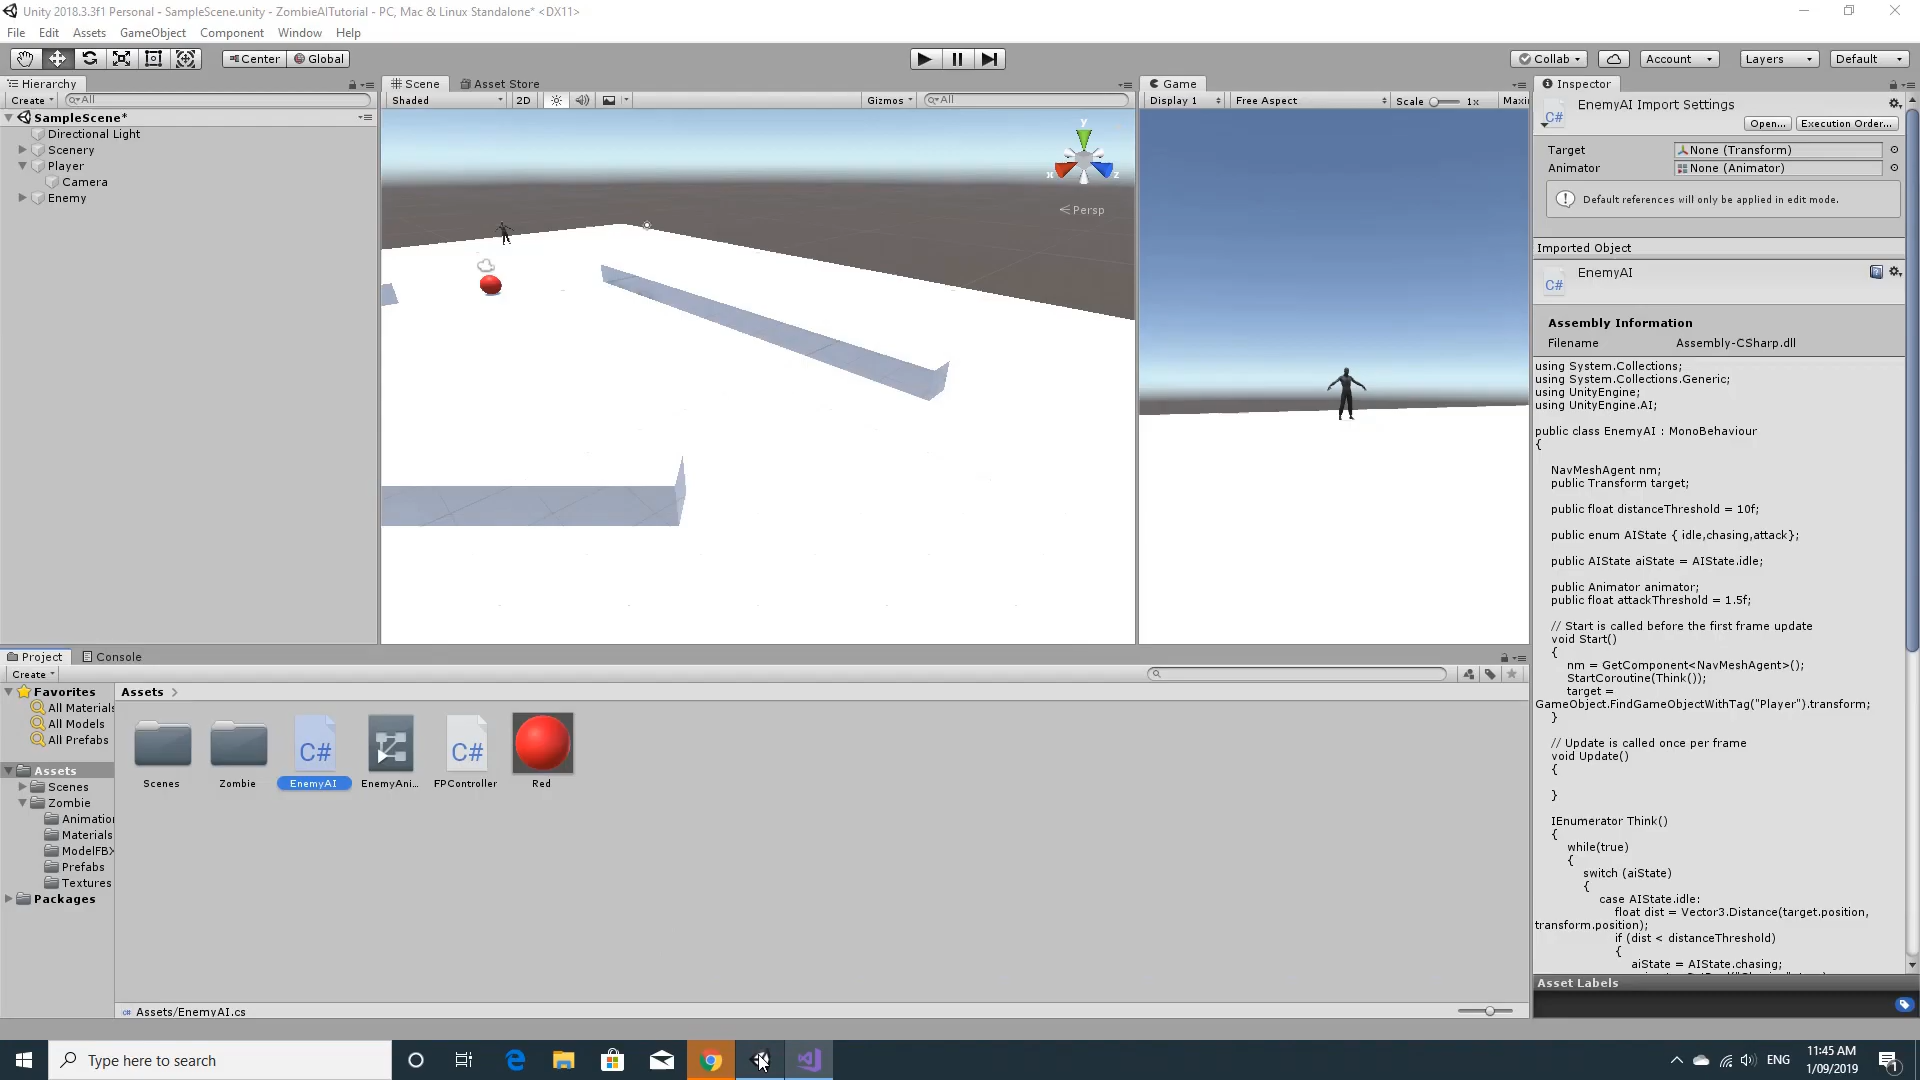 Unity 2018.3.3f1 Personal - SampleScene.unity - ZombieAITutorial - PC, Mac & Linux Standalone* <DX11>
File Edit Assets GameObject Component Window Help
Center Global Collab Account Layers Default
Hierarchy
Create All
SampleScene*
Directional Light
Scenery
Player
Camera
Enemy
Scene Asset Store
Shaded 2D Gizmos All
y
x z
Persp
Game
Display 1 Free Aspect Scale 1x Maxi
Inspector
EnemyAI Import Settings
C#
Open... Execution Order...
Target None (Transform)
Animator None (Animator)
Default references will only be applied in edit mode.
Imported Object
EnemyAI
C#
Assembly Information
Filename Assembly-CSharp.dll
using System.Collections;
using System.Collections.Generic;
using UnityEngine;
using UnityEngine.AI;
public class EnemyAI : MonoBehaviour
{
NavMeshAgent nm;
public Transform target;
public float distanceThreshold = 10f;
public enum AIState { idle,chasing,attack};
public AIState aiState = AIState.idle;
public Animator animator;
public float attackThreshold = 1.5f;
// Start is called before the first frame update
void Start()
{
nm = GetComponent<NavMeshAgent>();
StartCoroutine(Think());
target =
GameObject.FindGameObjectWithTag("Player").transform;
}
// Update is called once per frame
void Update()
{
}
IEnumerator Think()
{
while(true)
{
switch (aiState)
{
case AIState.idle:
float dist = Vector3.Distance(target.position,
transform.position);
if (dist < distanceThreshold)
{
aiState = AIState.chasing;
Asset Labels
Project Console
Create
Favorites
All Materials
All Models
All Prefabs
Assets
Scenes
Zombie
Animation
Materials
ModelFBX
Prefabs
Textures
Packages
Assets
C# C#
Scenes Zombie EnemyAI EnemyAni... FPController Red
Assets/EnemyAI.cs
Type here to search
ENG
11:45 AM
1/09/2019
1